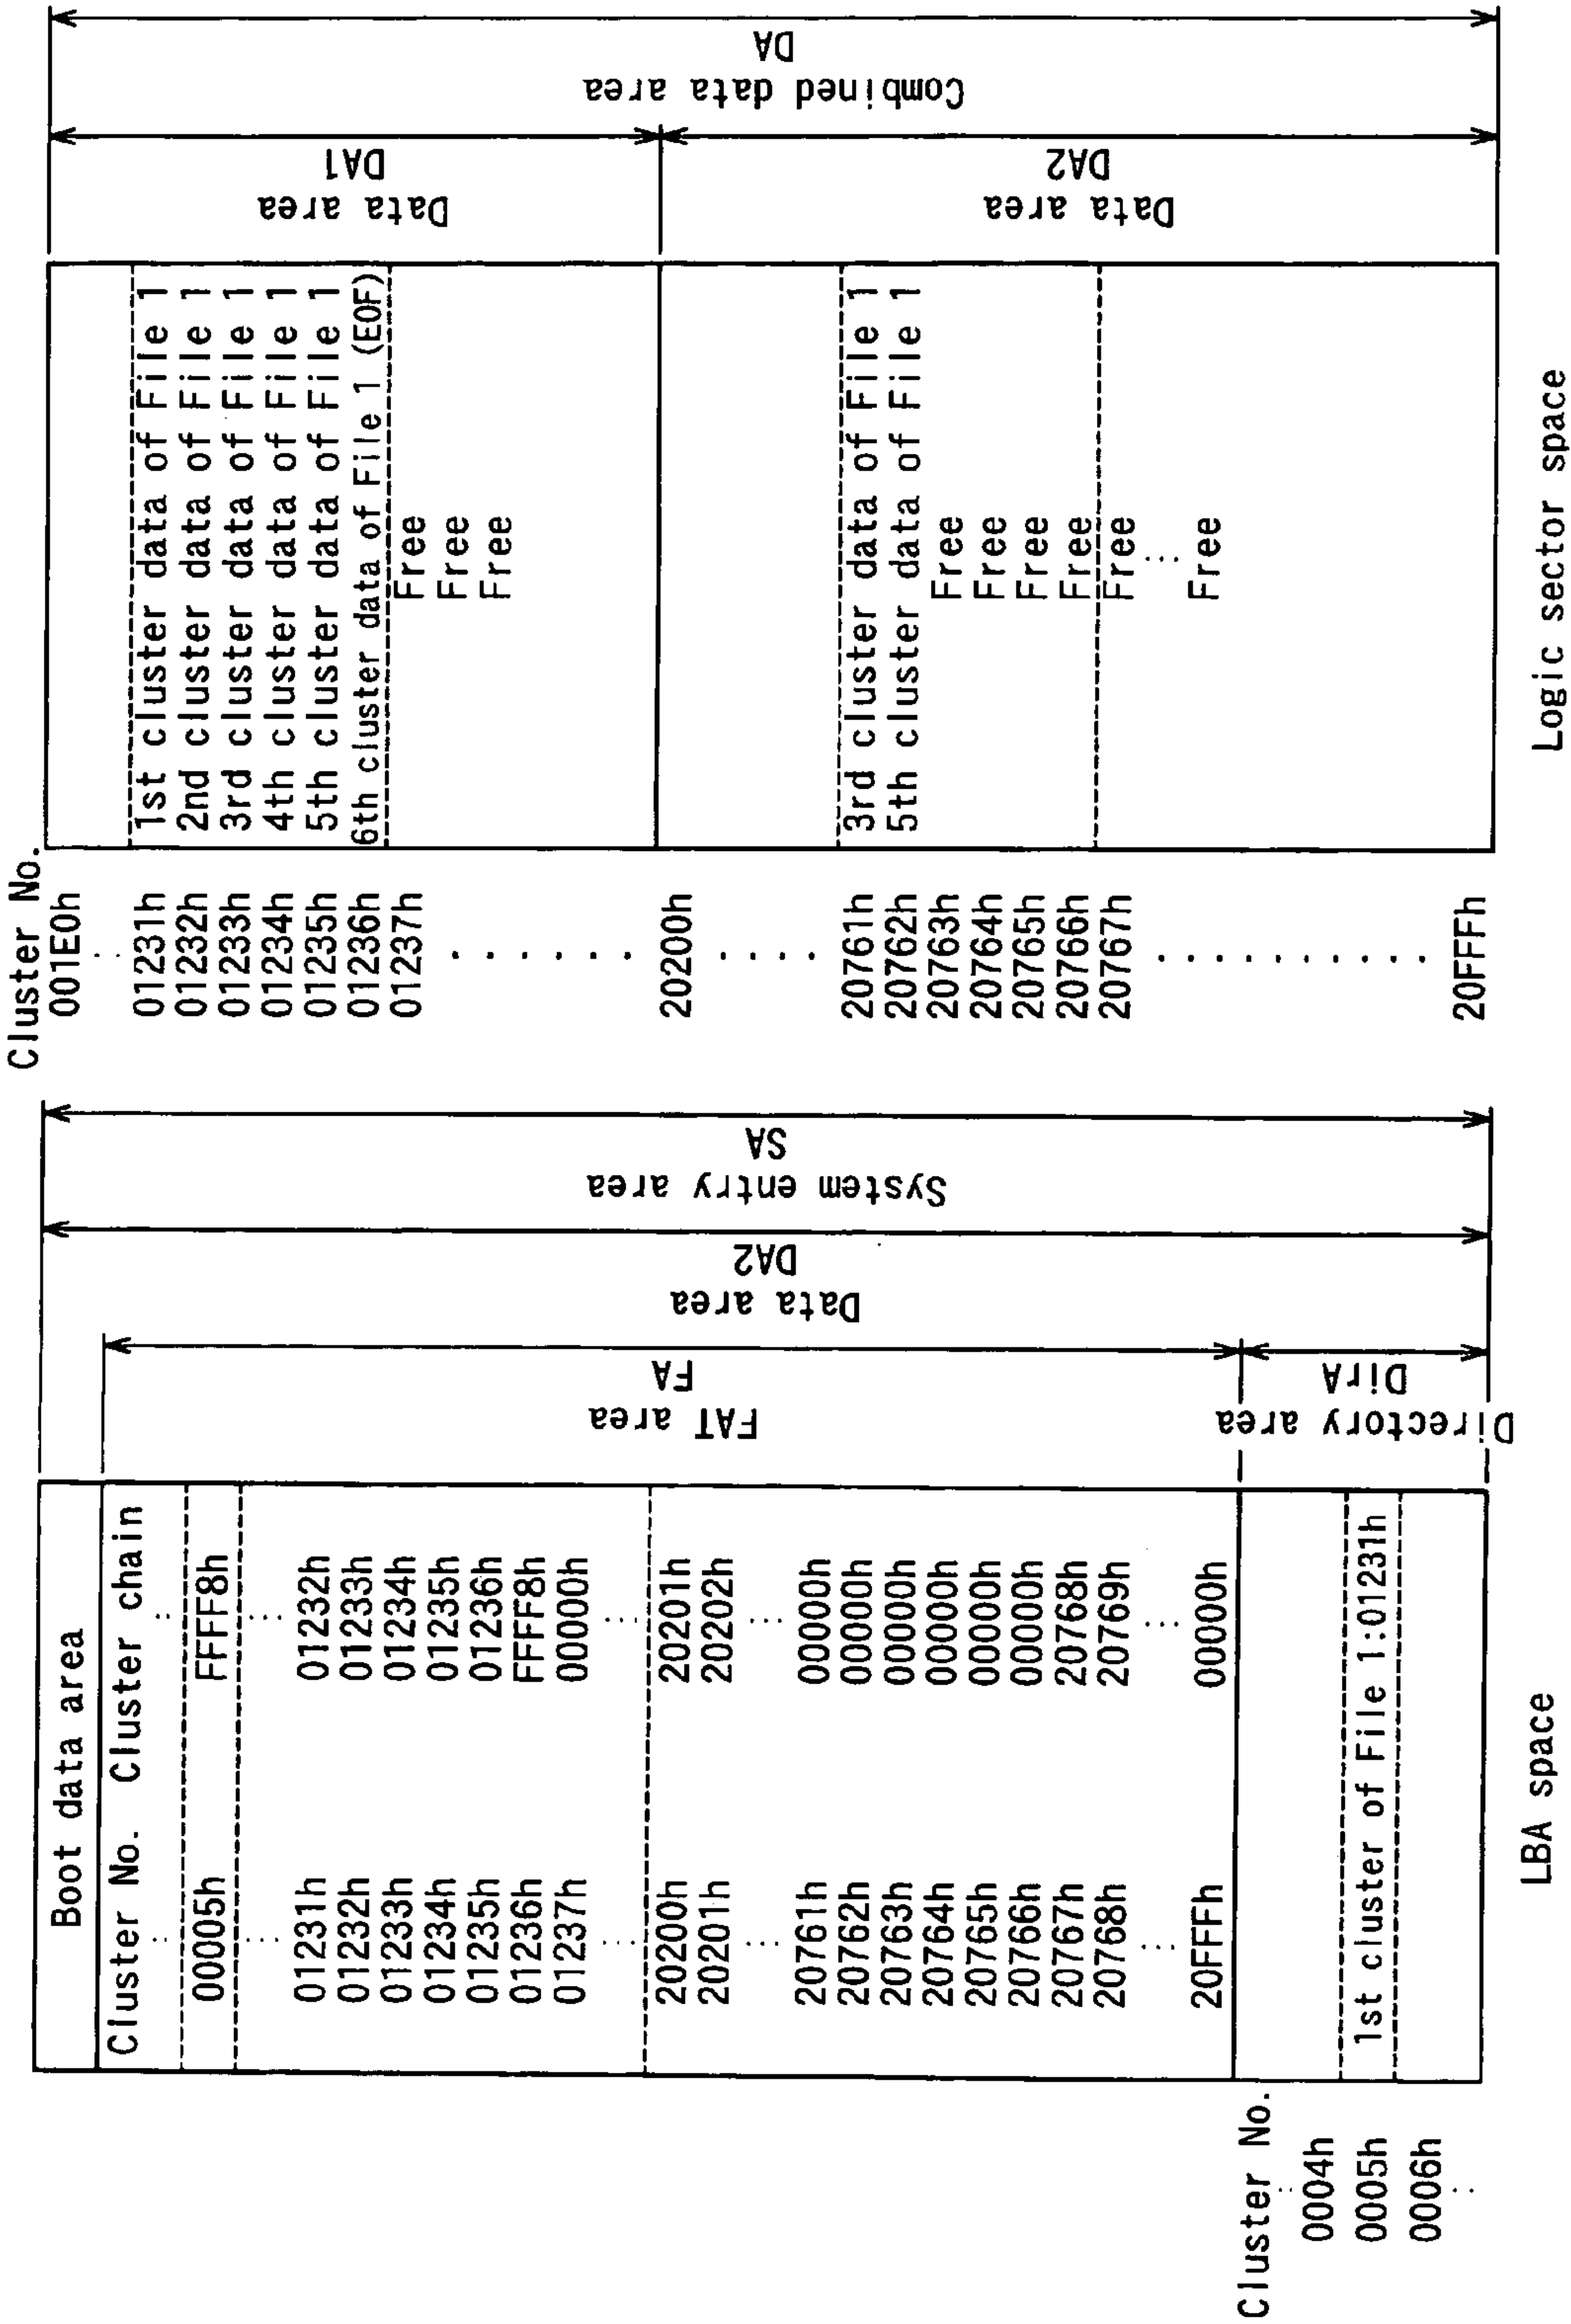 Boot data area
Cluster No. Cluster chain
00005h FFFF8h
01231h 01232h
01232h 01233h
01233h 01234h
01234h 01235h
01235h 01236h
01236h FFFF8h
01237h 00000h
20200h 20201h
20201h 20202h
20761h 00000h
20762h 00000h
20763h 00000h
20764h 00000h
20765h 00000h
20766h 00000h
20767h 20768h
20768h 20769h
20FFFh 00000h
Cluster No.
0004h
0005h 1st cluster of File 1:01231h
0006h
FAT area
FA
Directory area
DirA
Data area
DA2
System entry area
SA
LBA space
Cluster No.
001E0h
01231h 1st cluster data of File 1
01232h 2nd cluster data of File 1
01233h 3rd cluster data of File 1
01234h 4th cluster data of File 1
01235h 5th cluster data of File 1
01236h 6th cluster data of File 1 (EOF)
01237h Free
Free
Free
20200h
20761h 3rd cluster data of File 1
20762h 5th cluster data of File 1
20763h Free
20764h Free
20765h Free
20766h Free
20767h Free
Free
20FFFh
Data area
DA1
Data area
DA2
Combined data area
DA
Logic sector space